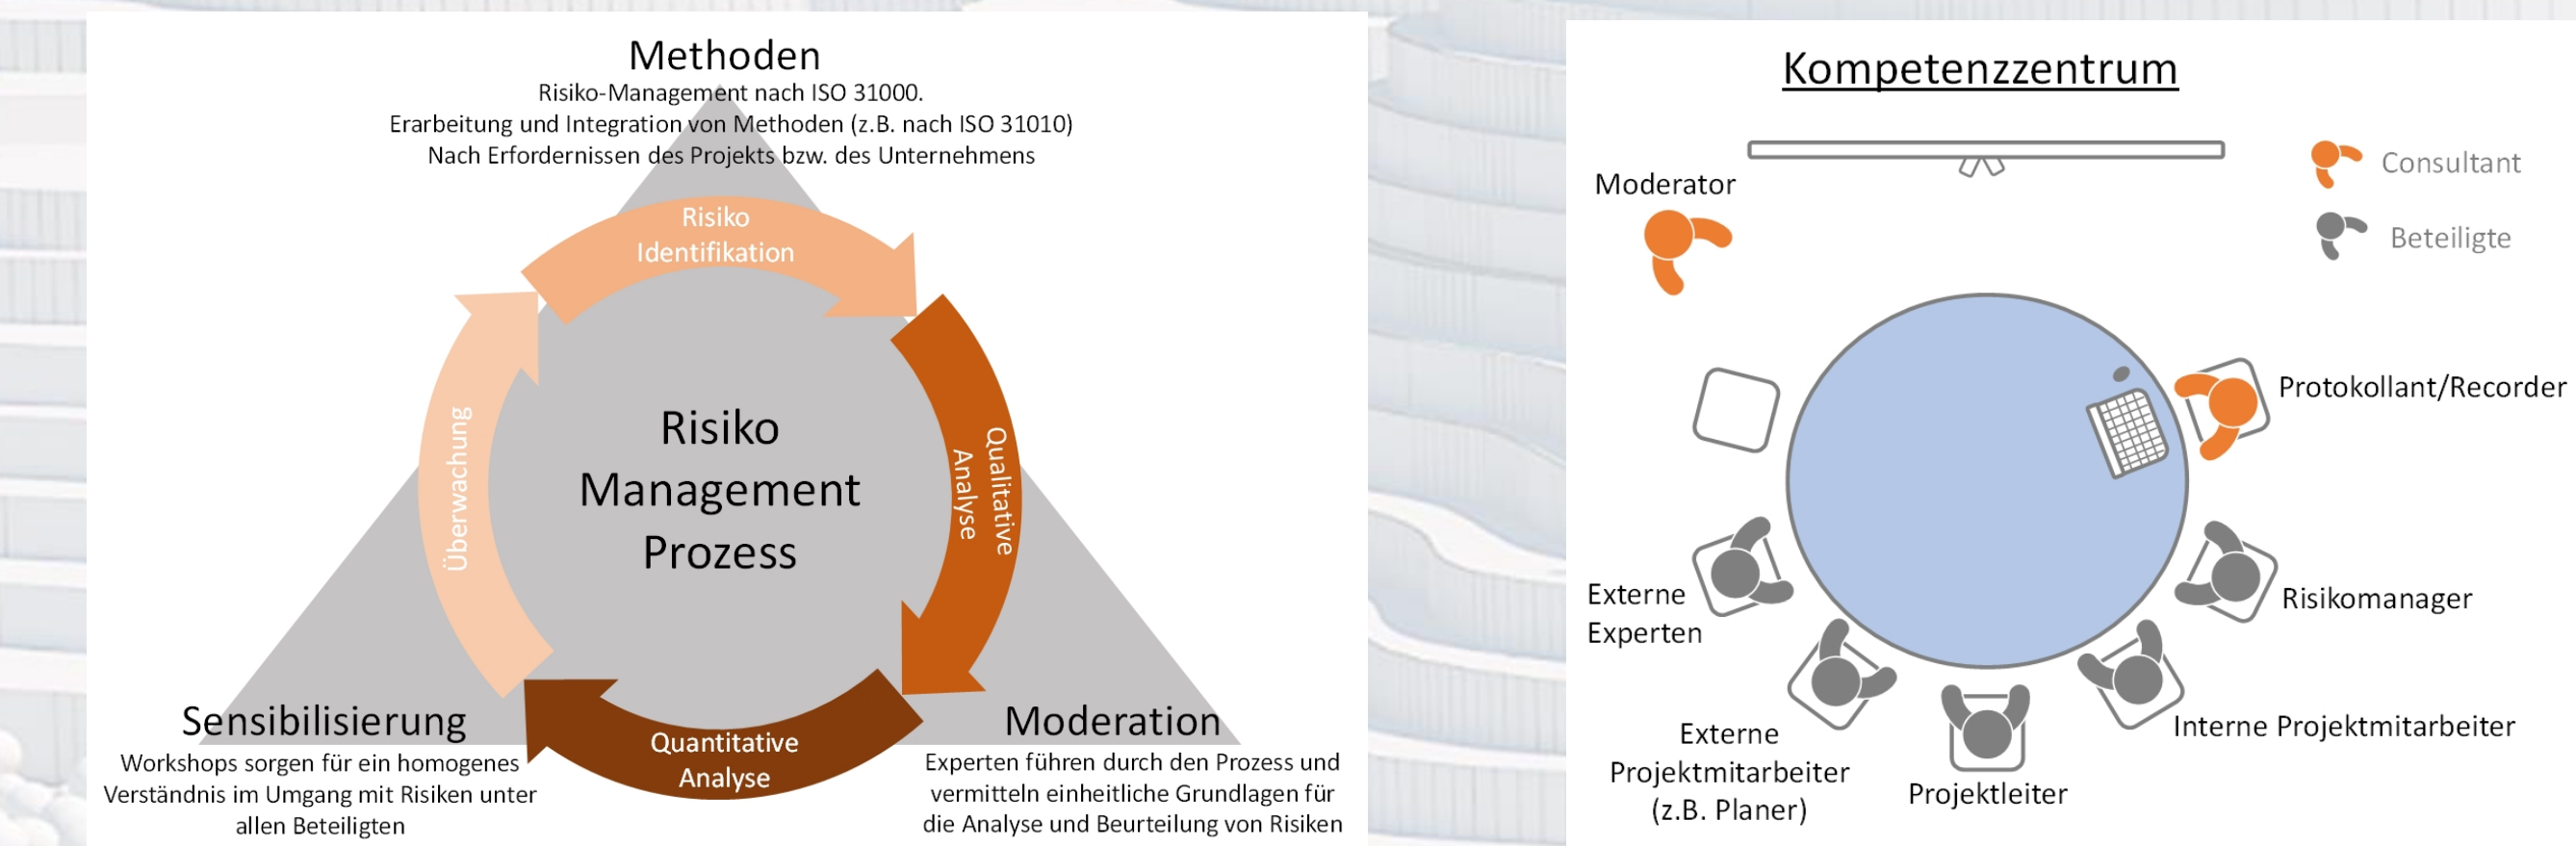 Methoden
Risiko-Management nach ISO 31000.
Erarbeitung und Integration von Methoden (z.B. nach ISO 31010)
Nach Erfordernissen des Projekts bzw. des Unternehmens
Risiko
Identifikation
Qualitative
Analyse
Quantitative
Analyse
Überwachung
Risiko
Management
Prozess
Sensibilisierung
Workshops sorgen für ein homogenes
Verständnis im Umgang mit Risiken unter
allen Beteiligten
Moderation
Experten führen durch den Prozess und
vermitteln einheitliche Grundlagen für
die Analyse und Beurteilung von Risiken
Kompetenzzentrum
Consultant
Beteiligte
Moderator
Protokollant/Recorder
Risikomanager
Interne Projektmitarbeiter
Projektleiter
Externe
Projektmitarbeiter
(z.B. Planer)
Externe
Experten